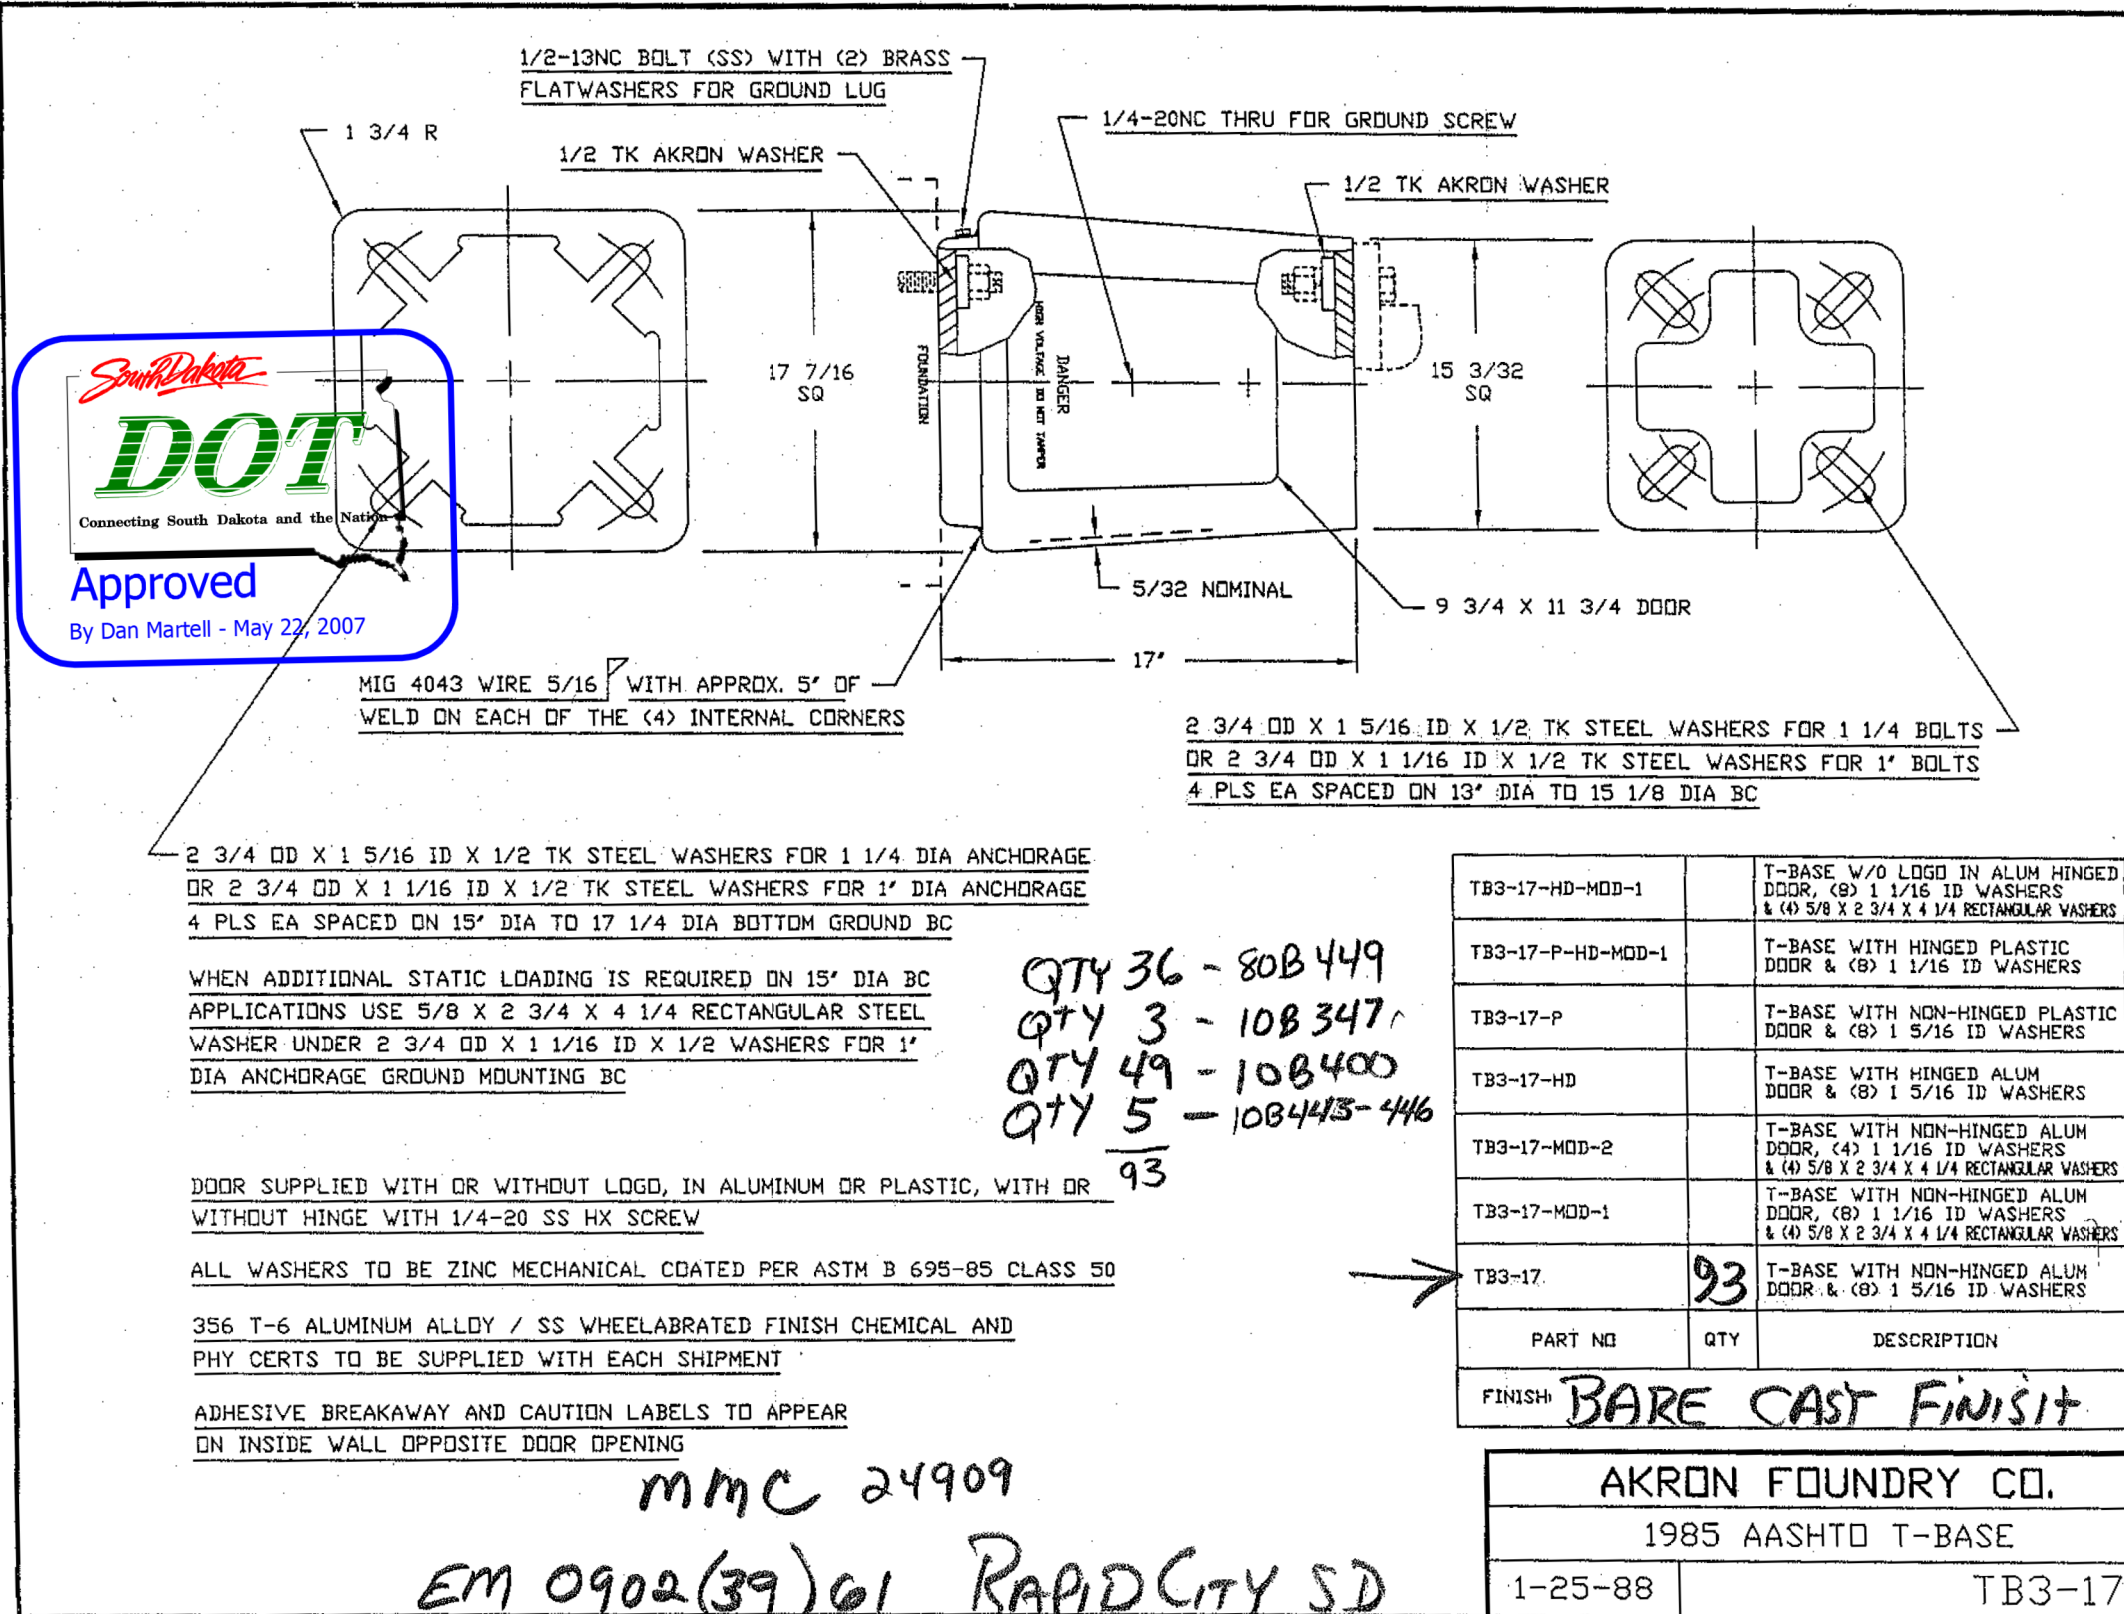 1/2-13NC BOLT (SS) WITH (2) BRASS
FLATWASHERS FOR GROUND LUG
1 3/4 R
1/2 TK AKRON WASHER
1/4-20NC THRU FOR GROUND SCREW
1/2 TK AKRON WASHER
17 7/16
SQ
FOUNDATION
HIGH VOLTAGE DO NOT TAMPER
DANGER
15 3/32
SQ
South Dakota
DOT
Connecting South Dakota and the Nation
Approved
By Dan Martell - May 22, 2007
5/32 NOMINAL
9 3/4 X 11 3/4 DOOR
17"
MIG 4043 WIRE 5/16 WITH APPROX. 5" OF
WELD ON EACH OF THE (4) INTERNAL CORNERS
2 3/4 OD X 1 5/16 ID X 1/2 TK STEEL WASHERS FOR 1 1/4 BOLTS
OR 2 3/4 OD X 1 1/16 ID X 1/2 TK STEEL WASHERS FOR 1" BOLTS
4 PLS EA SPACED ON 13" DIA TO 15 1/8 DIA BC
2 3/4 OD X 1 5/16 ID X 1/2 TK STEEL WASHERS FOR 1 1/4 DIA ANCHORAGE
OR 2 3/4 OD X 1 1/16 ID X 1/2 TK STEEL WASHERS FOR 1" DIA ANCHORAGE
4 PLS EA SPACED ON 15" DIA TO 17 1/4 DIA BOTTOM GROUND BC
WHEN ADDITIONAL STATIC LOADING IS REQUIRED ON 15" DIA BC
APPLICATIONS USE 5/8 X 2 3/4 X 4 1/4 RECTANGULAR STEEL
WASHER UNDER 2 3/4 OD X 1 1/16 ID X 1/2 WASHERS FOR 1"
DIA ANCHORAGE GROUND MOUNTING BC
QTY 36 - 80B449
QTY 3 - 10B347
QTY 49 - 10B400
QTY 5 - 10B443-446
93
DOOR SUPPLIED WITH OR WITHOUT LOGO, IN ALUMINUM OR PLASTIC, WITH OR
WITHOUT HINGE WITH 1/4-20 SS HX SCREW
ALL WASHERS TO BE ZINC MECHANICAL COATED PER ASTM B 695-85 CLASS 50
356 T-6 ALUMINUM ALLOY / SS WHEELABRATED FINISH CHEMICAL AND
PHY CERTS TO BE SUPPLIED WITH EACH SHIPMENT
ADHESIVE BREAKAWAY AND CAUTION LABELS TO APPEAR
ON INSIDE WALL OPPOSITE DOOR OPENING
MMC 24909
EM 0902(39)61 RAPID CITY SD
TB3-17-HD-MOD-1
T-BASE W/O LOGO IN ALUM HINGED
DOOR, (8) 1 1/16 ID WASHERS
& (4) 5/8 X 2 3/4 X 4 1/4 RECTANGULAR WASHERS
TB3-17-P-HD-MOD-1
T-BASE WITH HINGED PLASTIC
DOOR & (8) 1 1/16 ID WASHERS
TB3-17-P
T-BASE WITH NON-HINGED PLASTIC
DOOR & (8) 1 5/16 ID WASHERS
TB3-17-HD
T-BASE WITH HINGED ALUM
DOOR & (8) 1 5/16 ID WASHERS
TB3-17-MOD-2
T-BASE WITH NON-HINGED ALUM
DOOR, (4) 1 1/16 ID WASHERS
& (4) 5/8 X 2 3/4 X 4 1/4 RECTANGULAR WASHERS
TB3-17-MOD-1
T-BASE WITH NON-HINGED ALUM
DOOR, (8) 1 1/16 ID WASHERS
& (4) 5/8 X 2 3/4 X 4 1/4 RECTANGULAR WASHERS
TB3-17 93
T-BASE WITH NON-HINGED ALUM
DOOR & (8) 1 5/16 ID WASHERS
PART NO QTY DESCRIPTION
FINISH: BARE CAST FINISH
AKRON FOUNDRY CO.
1985 AASHTO T-BASE
1-25-88 TB3-17